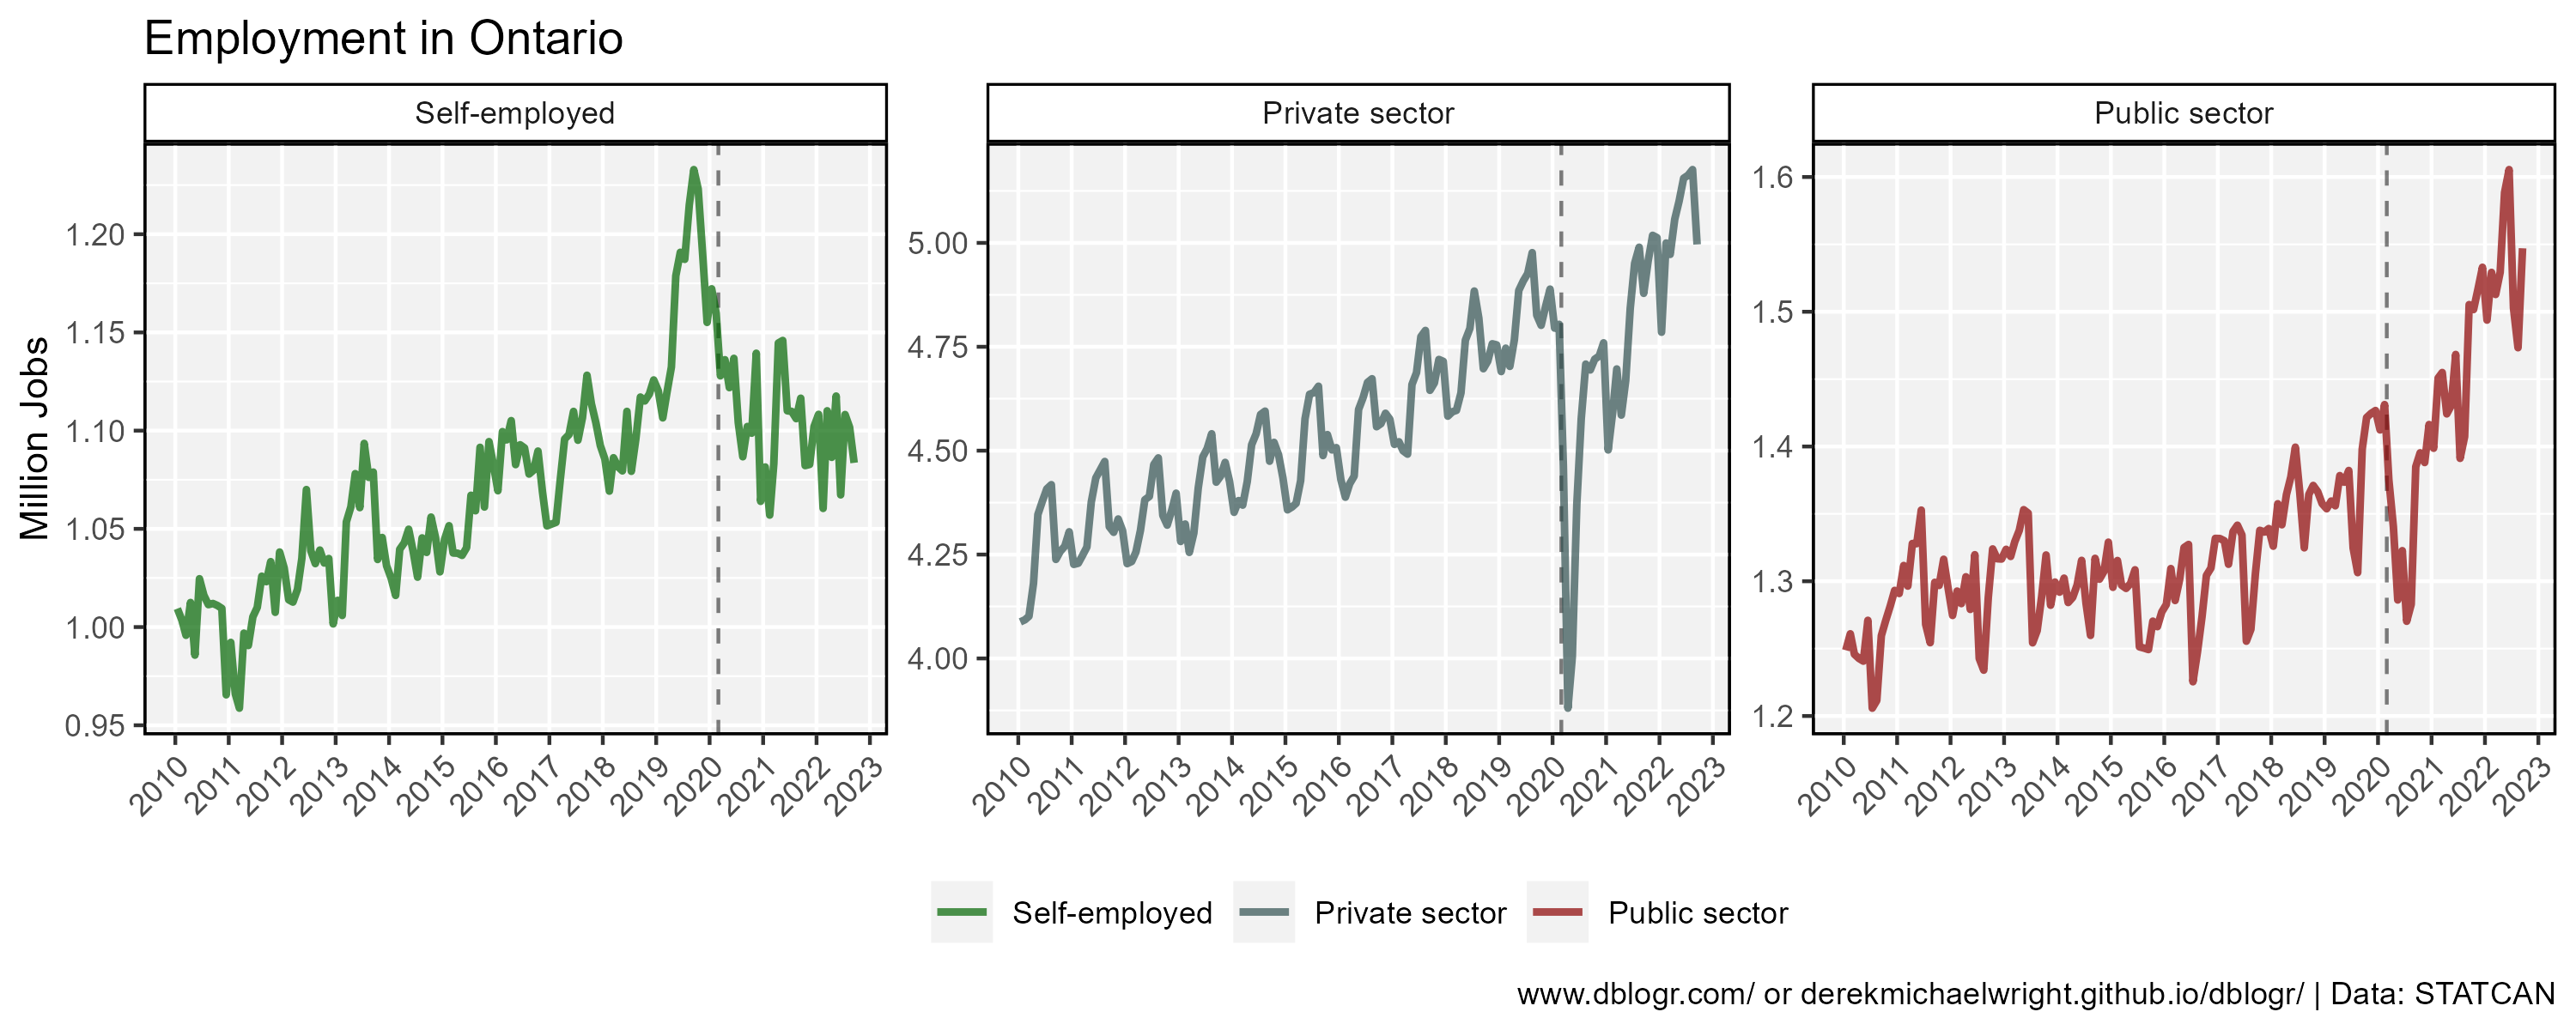 Employment in Ontario
Self-employed
Private sector
Public sector
Million Jobs
1.20
1.15
1.10
1.05
1.00
0.95
5.00
4.75
4.50
4.25
4.00
1.6
1.5
1.4
1.3
1.2
2010 2011 2012 2013 2014 2015 2016 2017 2018 2019 2020 2021 2022 2023
2010 2011 2012 2013 2014 2015 2016 2017 2018 2019 2020 2021 2022 2023
2010 2011 2012 2013 2014 2015 2016 2017 2018 2019 2020 2021 2022 2023
Self-employed Private sector Public sector
www.dblogr.com/ or derekmichaelwright.github.io/dblogr/ | Data: STATCAN